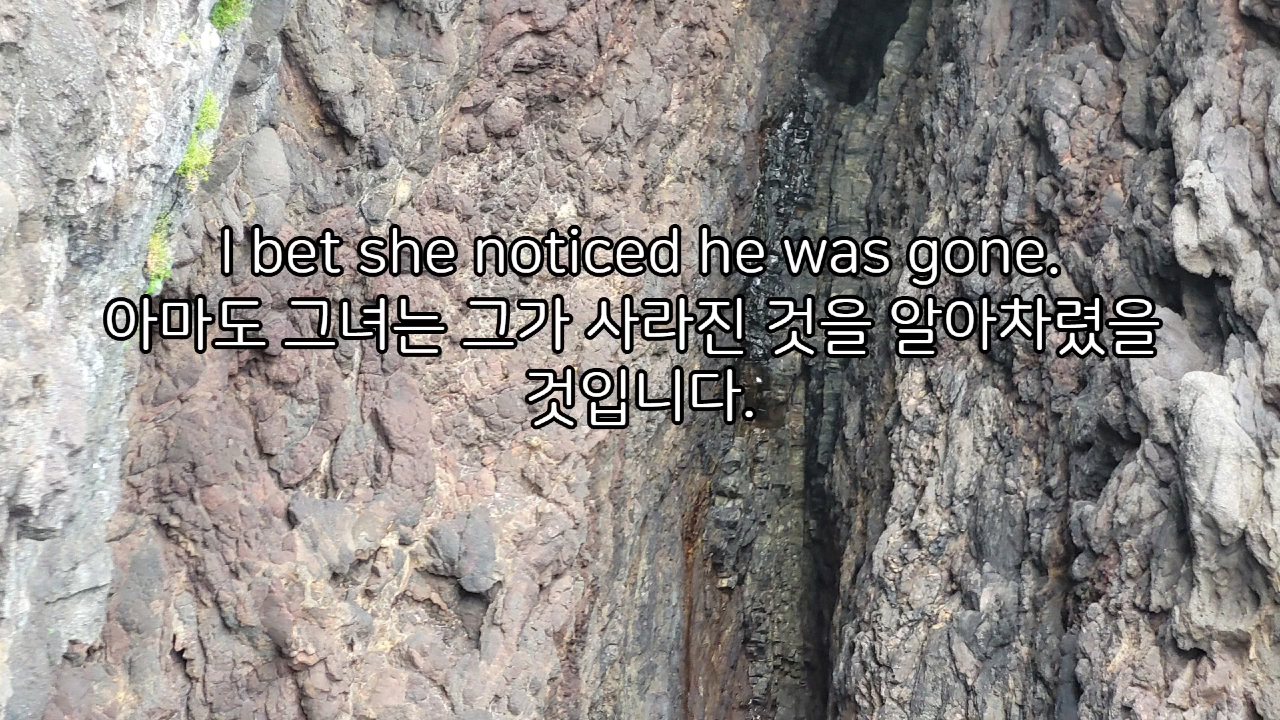 I bet she noticed he was gone.
아마도 그녀는 그가 사라진 것을 알아차렸을
것입니다.